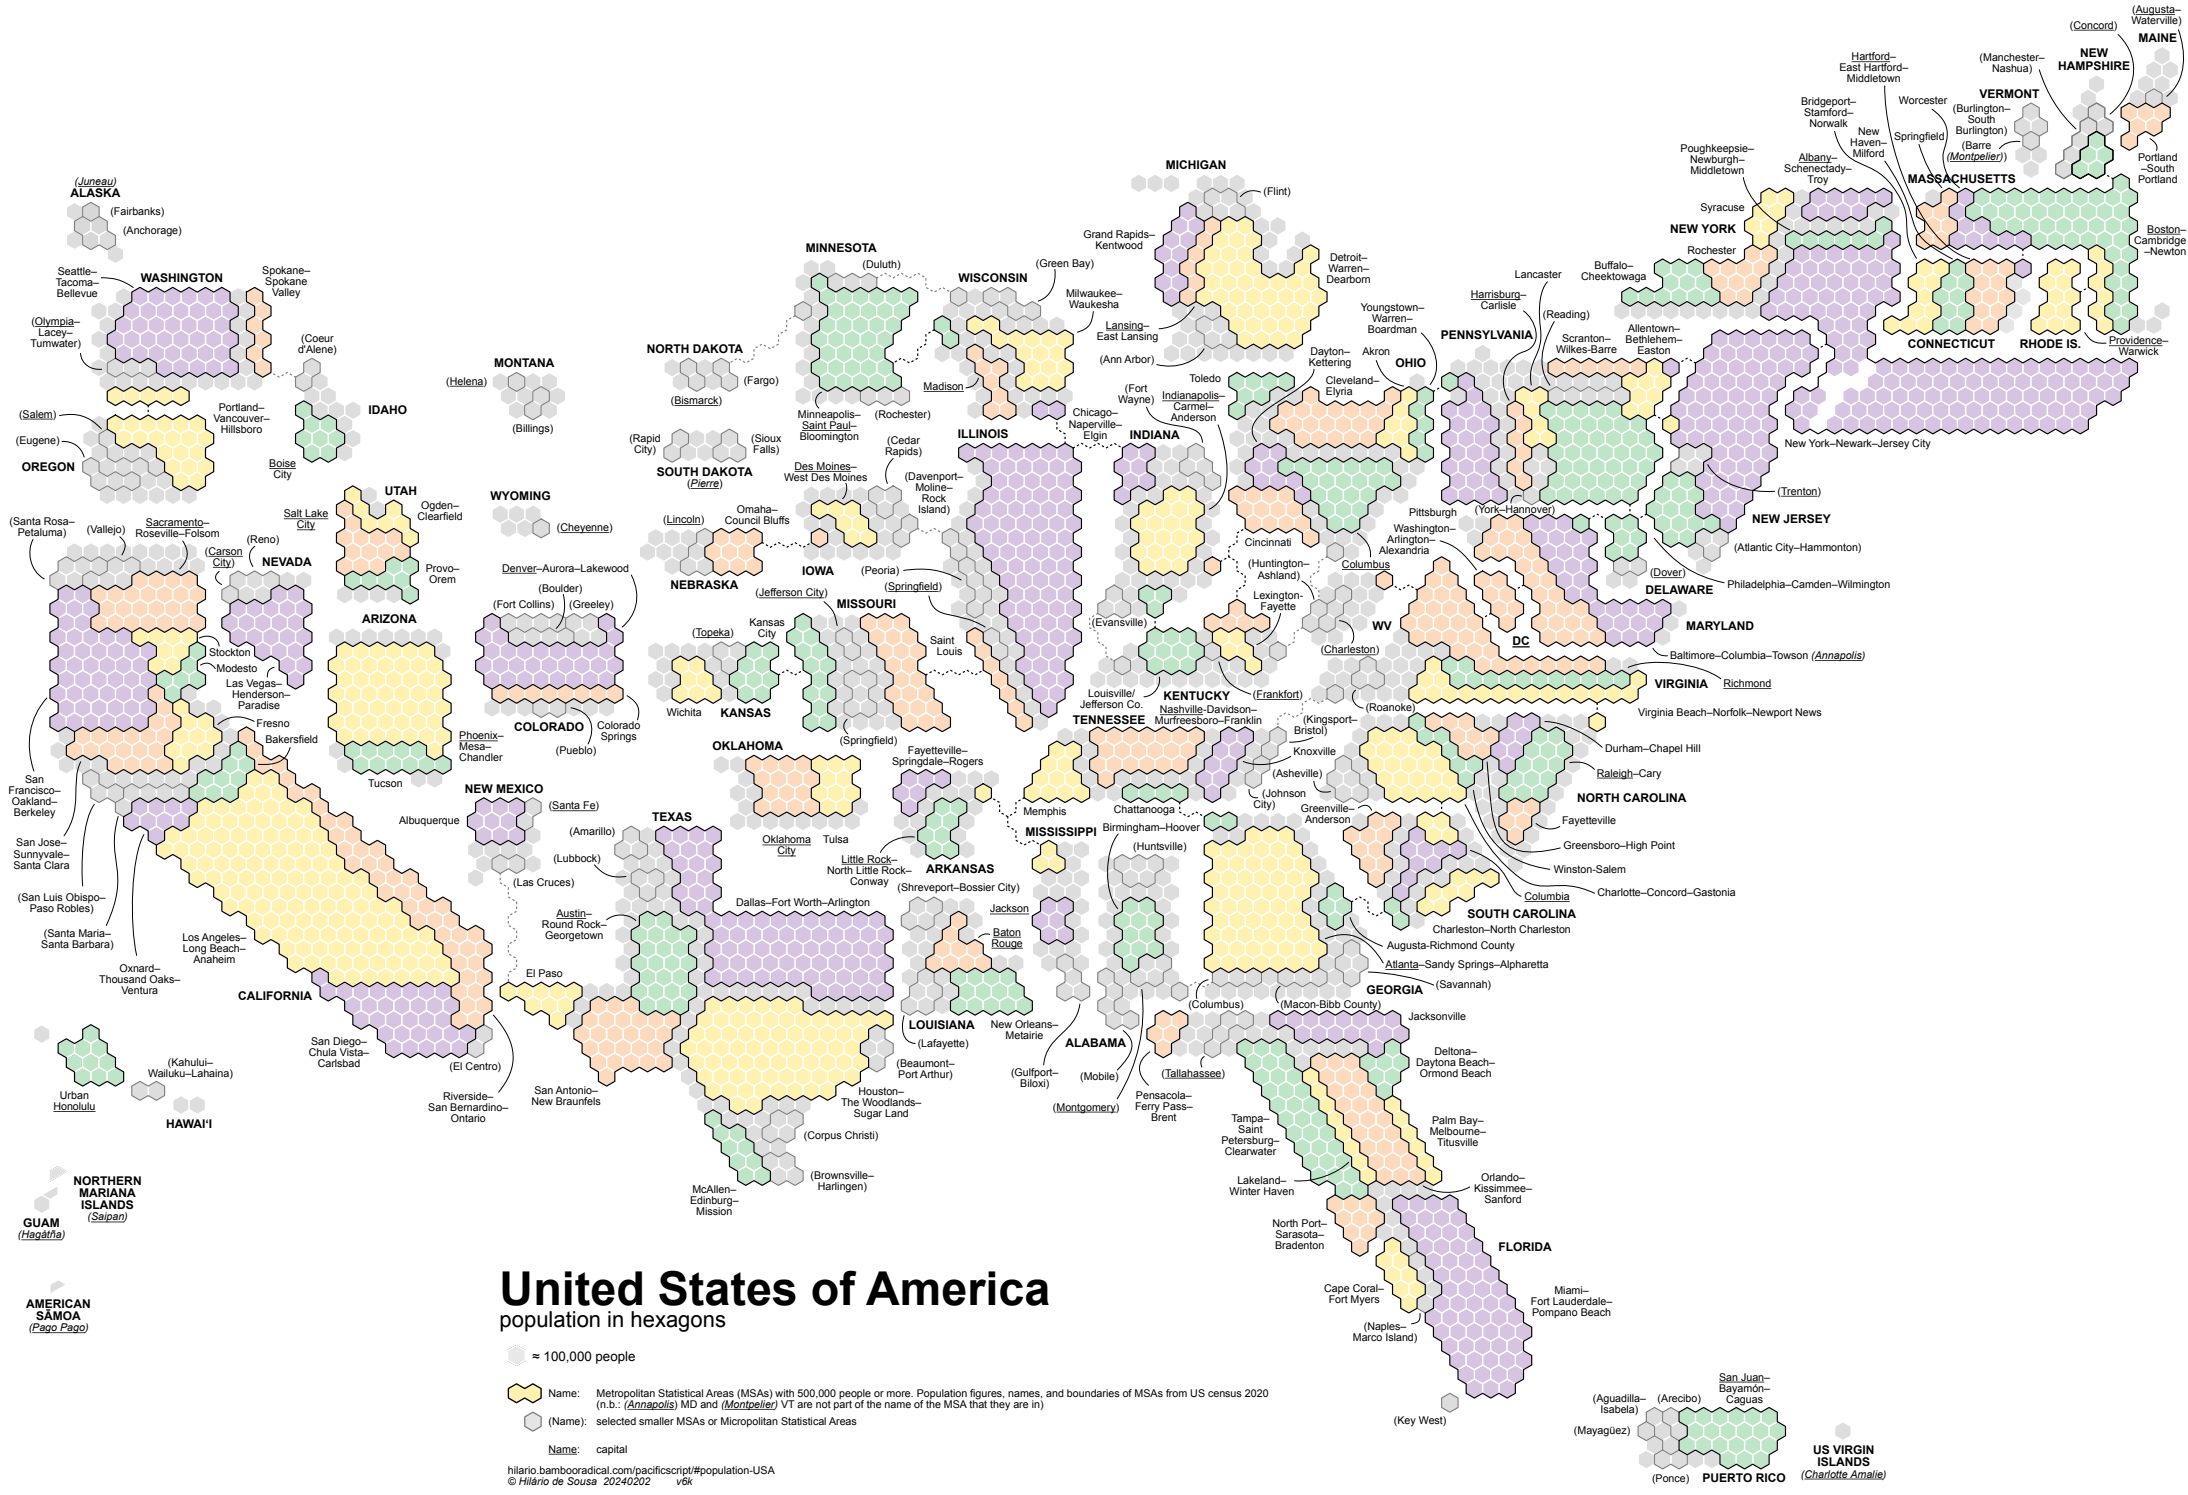 (Augusta–
Waterville)
MAINE
(Concord)
NEW
HAMPSHIRE
(Manchester–
Nashua)
VERMONT
(Burlington–
South
Burlington)
(Barre
(Montpelier))
Portland
–South
Portland
Hartford–
East Hartford–
Middletown
Worcester
Springfield
Bridgeport–
Stamford–
Norwalk
New
Haven–
Milford
MASSACHUSETTS
Boston–
Cambridge
–Newton
Poughkeepsie–
Newburgh–
Middletown
Albany–
Schenectady–
Troy
Syracuse
NEW YORK
Rochester
Buffalo–
Cheektowaga
CONNECTICUT
RHODE IS.
Providence–
Warwick
New York–Newark–Jersey City
(Juneau)
ALASKA
(Fairbanks)
(Anchorage)
Seattle–
Tacoma–
Bellevue
WASHINGTON
Spokane–
Spokane
Valley
(Olympia–
Lacey–
Tumwater)
(Coeur
d'Alene)
(Salem)
(Eugene)
OREGON
Portland–
Vancouver–
Hillsboro
IDAHO
Boise
City
MONTANA
(Helena)
(Billings)
NORTH DAKOTA
(Fargo)
(Bismarck)
(Rapid
City)
(Sioux
Falls)
SOUTH DAKOTA
(Pierre)
MINNESOTA
(Duluth)
Minneapolis–
Saint Paul–
Bloomington
(Rochester)
WISCONSIN
(Green Bay)
Milwaukee–
Waukesha
Madison
MICHIGAN
(Flint)
Grand Rapids–
Kentwood
Detroit–
Warren–
Dearborn
Lansing–
East Lansing
(Ann Arbor)
Toledo
Dayton–
Kettering
Cleveland–
Elyria
Akron
Youngstown–
Warren–
Boardman
OHIO
Cincinnati
Columbus
PENNSYLVANIA
Harrisburg–
Carlisle
Lancaster
(Reading)
Scranton–
Wilkes-Barre
Allentown–
Bethlehem–
Easton
Pittsburgh
(York–Hannover)
(Trenton)
NEW JERSEY
(Atlantic City–Hammonton)
(Dover)
Philadelphia–Camden–Wilmington
DELAWARE
MARYLAND
Baltimore–Columbia–Towson (Annapolis)
Washington–
Arlington–
Alexandria
DC
WV
(Huntington–
Ashland)
(Charleston)
VIRGINIA
Richmond
Virginia Beach–Norfolk–Newport News
(Roanoke)
(Fort
Wayne)
Indianapolis–
Carmel–
Anderson
INDIANA
(Evansville)
Chicago–
Naperville–
Elgin
ILLINOIS
(Davenport–
Moline–
Rock
Island)
(Peoria)
(Springfield)
(Cedar
Rapids)
Des Moines–
West Des Moines
IOWA
(Lincoln)
Omaha–
Council Bluffs
NEBRASKA
WYOMING
(Cheyenne)
UTAH
Ogden–
Clearfield
Salt Lake
City
Provo–
Orem
(Santa Rosa–
Petaluma)
(Vallejo)
Sacramento–
Roseville–Folsom
(Carson
City)
(Reno)
NEVADA
Las Vegas–
Henderson–
Paradise
Stockton
Modesto
Fresno
Bakersfield
San
Francisco–
Oakland–
Berkeley
San Jose–
Sunnyvale–
Santa Clara
(San Luis Obispo–
Paso Robles)
(Santa Maria–
Santa Barbara)
Oxnard–
Thousand Oaks–
Ventura
Los Angeles–
Long Beach–
Anaheim
CALIFORNIA
San Diego–
Chula Vista–
Carlsbad
(El Centro)
Riverside–
San Bernardino–
Ontario
ARIZONA
Phoenix–
Mesa–
Chandler
Tucson
Denver–Aurora–Lakewood
(Boulder)
(Fort Collins)
(Greeley)
COLORADO
Colorado
Springs
(Pueblo)
NEW MEXICO
(Santa Fe)
Albuquerque
(Las Cruces)
(Topeka)
Kansas
City
Wichita
KANSAS
(Jefferson City)
MISSOURI
Saint
Louis
(Springfield)
OKLAHOMA
Oklahoma
City
Tulsa
Fayetteville–
Springdale–Rogers
Little Rock–
North Little Rock–
Conway
ARKANSAS
TEXAS
(Amarillo)
(Lubbock)
Dallas–Fort Worth–Arlington
Austin–
Round Rock–
Georgetown
El Paso
San Antonio–
New Braunfels
Houston–
The Woodlands–
Sugar Land
(Beaumont–
Port Arthur)
(Corpus Christi)
(Brownsville–
Harlingen)
McAllen–
Edinburg–
Mission
(Shreveport–Bossier City)
Baton
Rouge
LOUISIANA
(Lafayette)
New Orleans–
Metairie
MISSISSIPPI
Jackson
(Gulfport–
Biloxi)
Louisville/
Jefferson Co.
KENTUCKY
(Frankfort)
Lexington-
Fayette
TENNESSEE
Nashville-Davidson–
Murfreesboro–Franklin
(Kingsport–
Bristol)
Knoxville
(Johnson
City)
Memphis
Chattanooga
Birmingham–Hoover
(Huntsville)
ALABAMA
(Mobile)
(Montgomery)
(Asheville)
Durham–Chapel Hill
Raleigh–Cary
NORTH CAROLINA
Fayetteville
Greensboro–High Point
Winston-Salem
Charlotte–Concord–Gastonia
Greenville–
Anderson
Columbia
SOUTH CAROLINA
Charleston–North Charleston
Augusta-Richmond County
Atlanta–Sandy Springs–Alpharetta
(Savannah)
GEORGIA
(Columbus)
(Macon-Bibb County)
Jacksonville
Deltona–
Daytona Beach–
Ormond Beach
(Tallahassee)
Pensacola–
Ferry Pass–
Brent
Tampa–
Saint
Petersburg–
Clearwater
Palm Bay–
Melbourne–
Titusville
Lakeland–
Winter Haven
Orlando–
Kissimmee–
Sanford
North Port–
Sarasota–
Bradenton
FLORIDA
Cape Coral–
Fort Myers
(Naples–
Marco Island)
Miami–
Fort Lauderdale–
Pompano Beach
(Key West)
Urban
Honolulu
(Kahului–
Wailuku–Lahaina)
HAWAI‘I
NORTHERN
MARIANA
ISLANDS
(Saipan)
GUAM
(Hagåtña)
AMERICAN
SĀMOA
(Pago Pago)
(Aguadilla–
Isabela)
(Arecibo)
San Juan–
Bayamón–
Caguas
(Mayagüez)
(Ponce)
PUERTO RICO
US VIRGIN
ISLANDS
(Charlotte Amalie)
United States of America
population in hexagons
≈ 100,000 people
Name: Metropolitan Statistical Areas (MSAs) with 500,000 people or more. Population figures, names, and boundaries of MSAs from US census 2020
(n.b.: (Annapolis) MD and (Montpelier) VT are not part of the name of the MSA that they are in)
(Name): selected smaller MSAs or Micropolitan Statistical Areas
Name: capital
hilario.bambooradical.com/pacificscript/#population-USA
© Hilário de Sousa 20240202 v6k